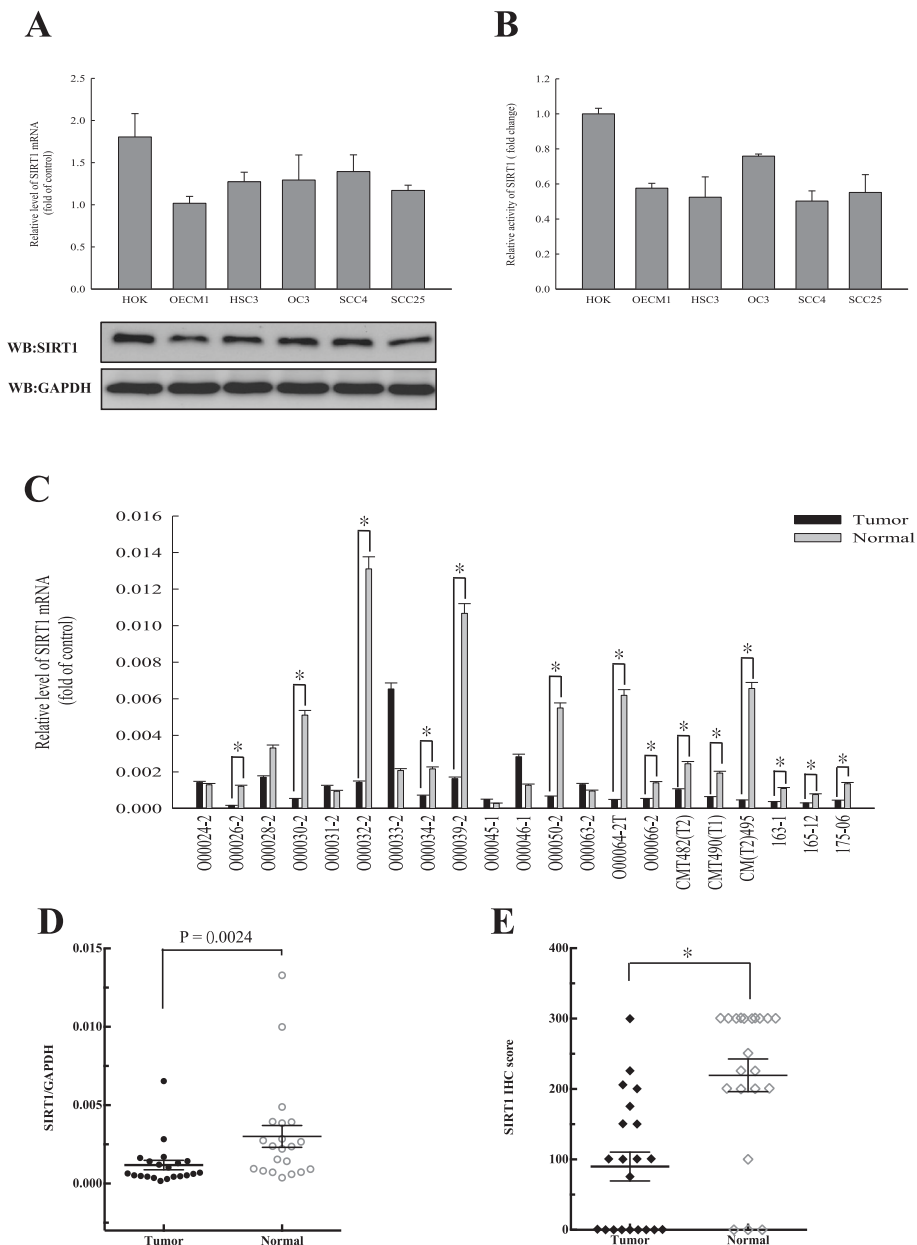 A
Relative level of SIRT1 mRNA
(fold of control)
2.5
2.0
1.5
1.0
0.5
0.0
HOK OECM1 HSC3 OC3 SCC4 SCC25
WB:SIRT1
WB:GAPDH
B
Relative activity of SIRT1 ( fold change)
1.2
1.0
0.8
0.6
0.4
0.2
0.0
HOK OECM1 HSC3 OC3 SCC4 SCC25
C
Relative level of SIRT1 mRNA
(fold of control)
0.016
0.014
0.012
0.010
0.008
0.006
0.004
0.002
0.000
Tumor
Normal
* * * * * * * * * * * * * *
O00024-2
O00026-2
O00028-2
O00030-2
O00031-2
O00032-2
O00033-2
O00034-2
O00039-2
O00045-1
O00046-1
O00050-2
O00063-2
O00064-2T
O00066-2
CMT482(T2)
CMT490(T1)
CM(T2)495
163-1
165-12
175-06
D
P = 0.0024
SIRT1/GAPDH
0.015
0.010
0.005
0.000
Tumor Normal
E
*
SIRT1 IHC score
400
300
200
100
0
Tumor Normal